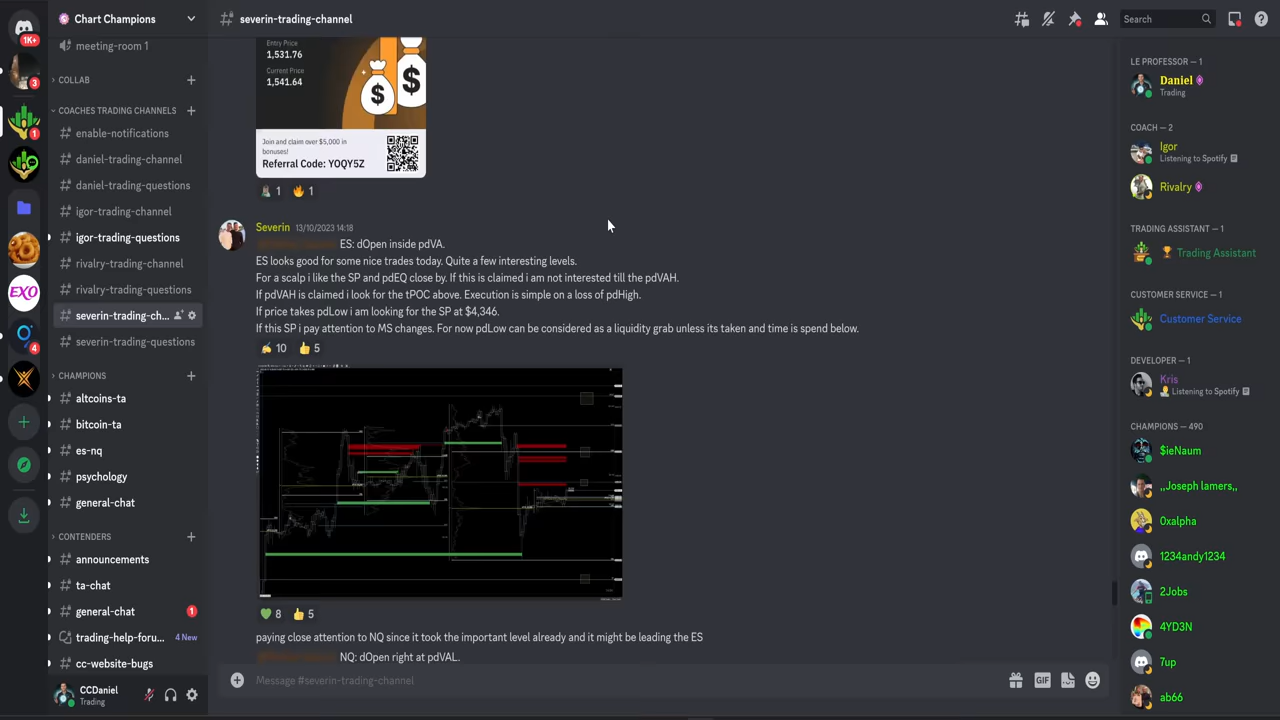 1K+
Chart Champions
severin-trading-channel
Search
meeting-room 1
COLLAB
COACHES TRADING CHANNELS
enable-notifications
daniel-trading-channel
daniel-trading-questions
igor-trading-channel
igor-trading-questions
rivalry-trading-channel
rivalry-trading-questions
severin-trading-ch...
severin-trading-questions
CHAMPIONS
altcoins-ta
bitcoin-ta
es-nq
psychology
general-chat
CONTENDERS
announcements
ta-chat
general-chat
1
trading-help-foru...
4 New
cc-website-bugs
CCDaniel
Trading
3
1
EXO
4
Entry Price
1,531.76
Current Price
1,541.64
Join and claim over $5,000 in
bonuses!
Referral Code: YOQY5Z
1 1
Severin 13/10/2023 14:18
ES: dOpen inside pdVA.
ES looks good for some nice trades today. Quite a few interesting levels.
For a scalp i like the SP and pdEQ close by. If this is claimed i am not interested till the pdVAH.
If pdVAH is claimed i look for the tPOC above. Execution is simple on a loss of pdHigh.
If price takes pdLow i am looking for the SP at $4,346.
If this SP i pay attention to MS changes. For now pdLow can be considered as a liquidity grab unless its taken and time is spend below.
10 5
8 5
paying close attention to NQ since it took the important level already and it might be leading the ES
NQ: dOpen right at pdVAL.
Message #severin-trading-channel
GIF
LE PROFESSOR — 1
Daniel
Trading
COACH — 2
Igor
Listening to Spotify
Rivalry
TRADING ASSISTANT — 1
Trading Assistant
CUSTOMER SERVICE — 1
Customer Service
DEVELOPER — 1
Kris
Listening to Spotify
CHAMPIONS — 490
$ieNaum
,,Joseph lamers,,
0xalpha
1234andy1234
2Jobs
4YD3N
7up
ab66